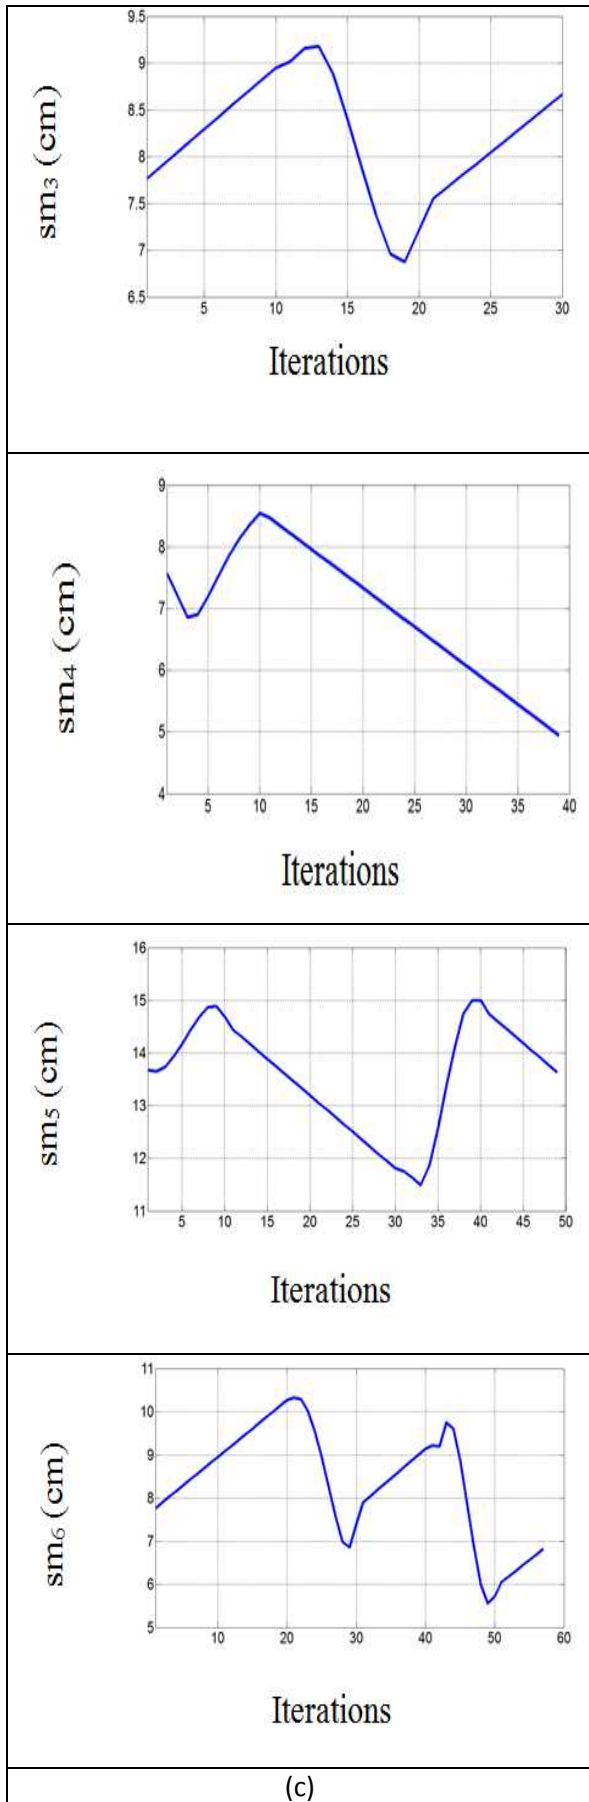 9.5
9
8.5
8
7.5
7
6.5
sm₃ (cm)
5 10 15 20 25 30
Iterations
9
8
7
6
5
4
sm₄ (cm)
5 10 15 20 25 30 35 40
Iterations
16
15
14
13
12
11
sm₅ (cm)
5 10 15 20 25 30 35 40 45 50
Iterations
11
10
9
8
7
6
5
sm₆ (cm)
10 20 30 40 50 60
Iterations
(c)